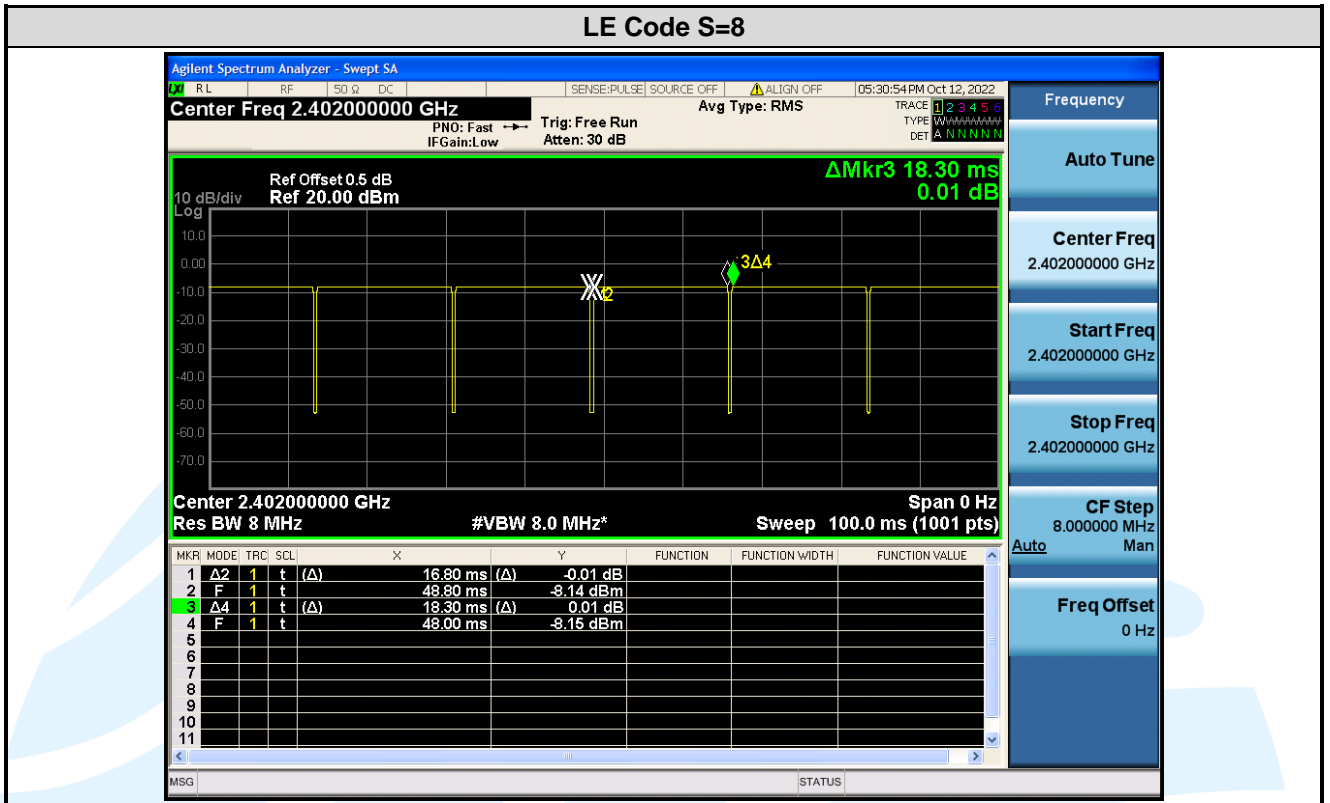 LE Code S=8
Agilent Spectrum Analyzer - Swept SA
LXI RL RF 50 Ω DC SENSE:PULSE SOURCE OFF ALIGN OFF 05:30:54 PM Oct 12, 2022
Center Freq 2.402000000 GHz
PNO: Fast
IFGain:Low
Trig: Free Run
Atten: 30 dB
Avg Type: RMS
TRACE 1 2 3 4 5 6
TYPE W
DET A N N N N N
Frequency
ΔMkr3 18.30 ms
0.01 dB
Ref Offset 0.5 dB
10 dB/div Ref 20.00 dBm
Log
10.0
0.00
-10.0
-20.0
-30.0
-40.0
-50.0
-60.0
-70.0
3Δ4
Center 2.402000000 GHz Span 0 Hz
Res BW 8 MHz #VBW 8.0 MHz* Sweep 100.0 ms (1001 pts)
MKR MODE TRC SCL X Y FUNCTION FUNCTION WIDTH FUNCTION VALUE
1 Δ2 1 t (Δ) 16.80 ms (Δ) -0.01 dB
2 F 1 t 48.80 ms -8.14 dBm
3 Δ4 1 t (Δ) 18.30 ms (Δ) 0.01 dB
4 F 1 t 48.00 ms -8.15 dBm
5
6
7
8
9
10
11
MSG STATUS
Auto Tune
Center Freq
2.402000000 GHz
Start Freq
2.402000000 GHz
Stop Freq
2.402000000 GHz
CF Step
8.000000 MHz
Auto Man
Freq Offset
0 Hz